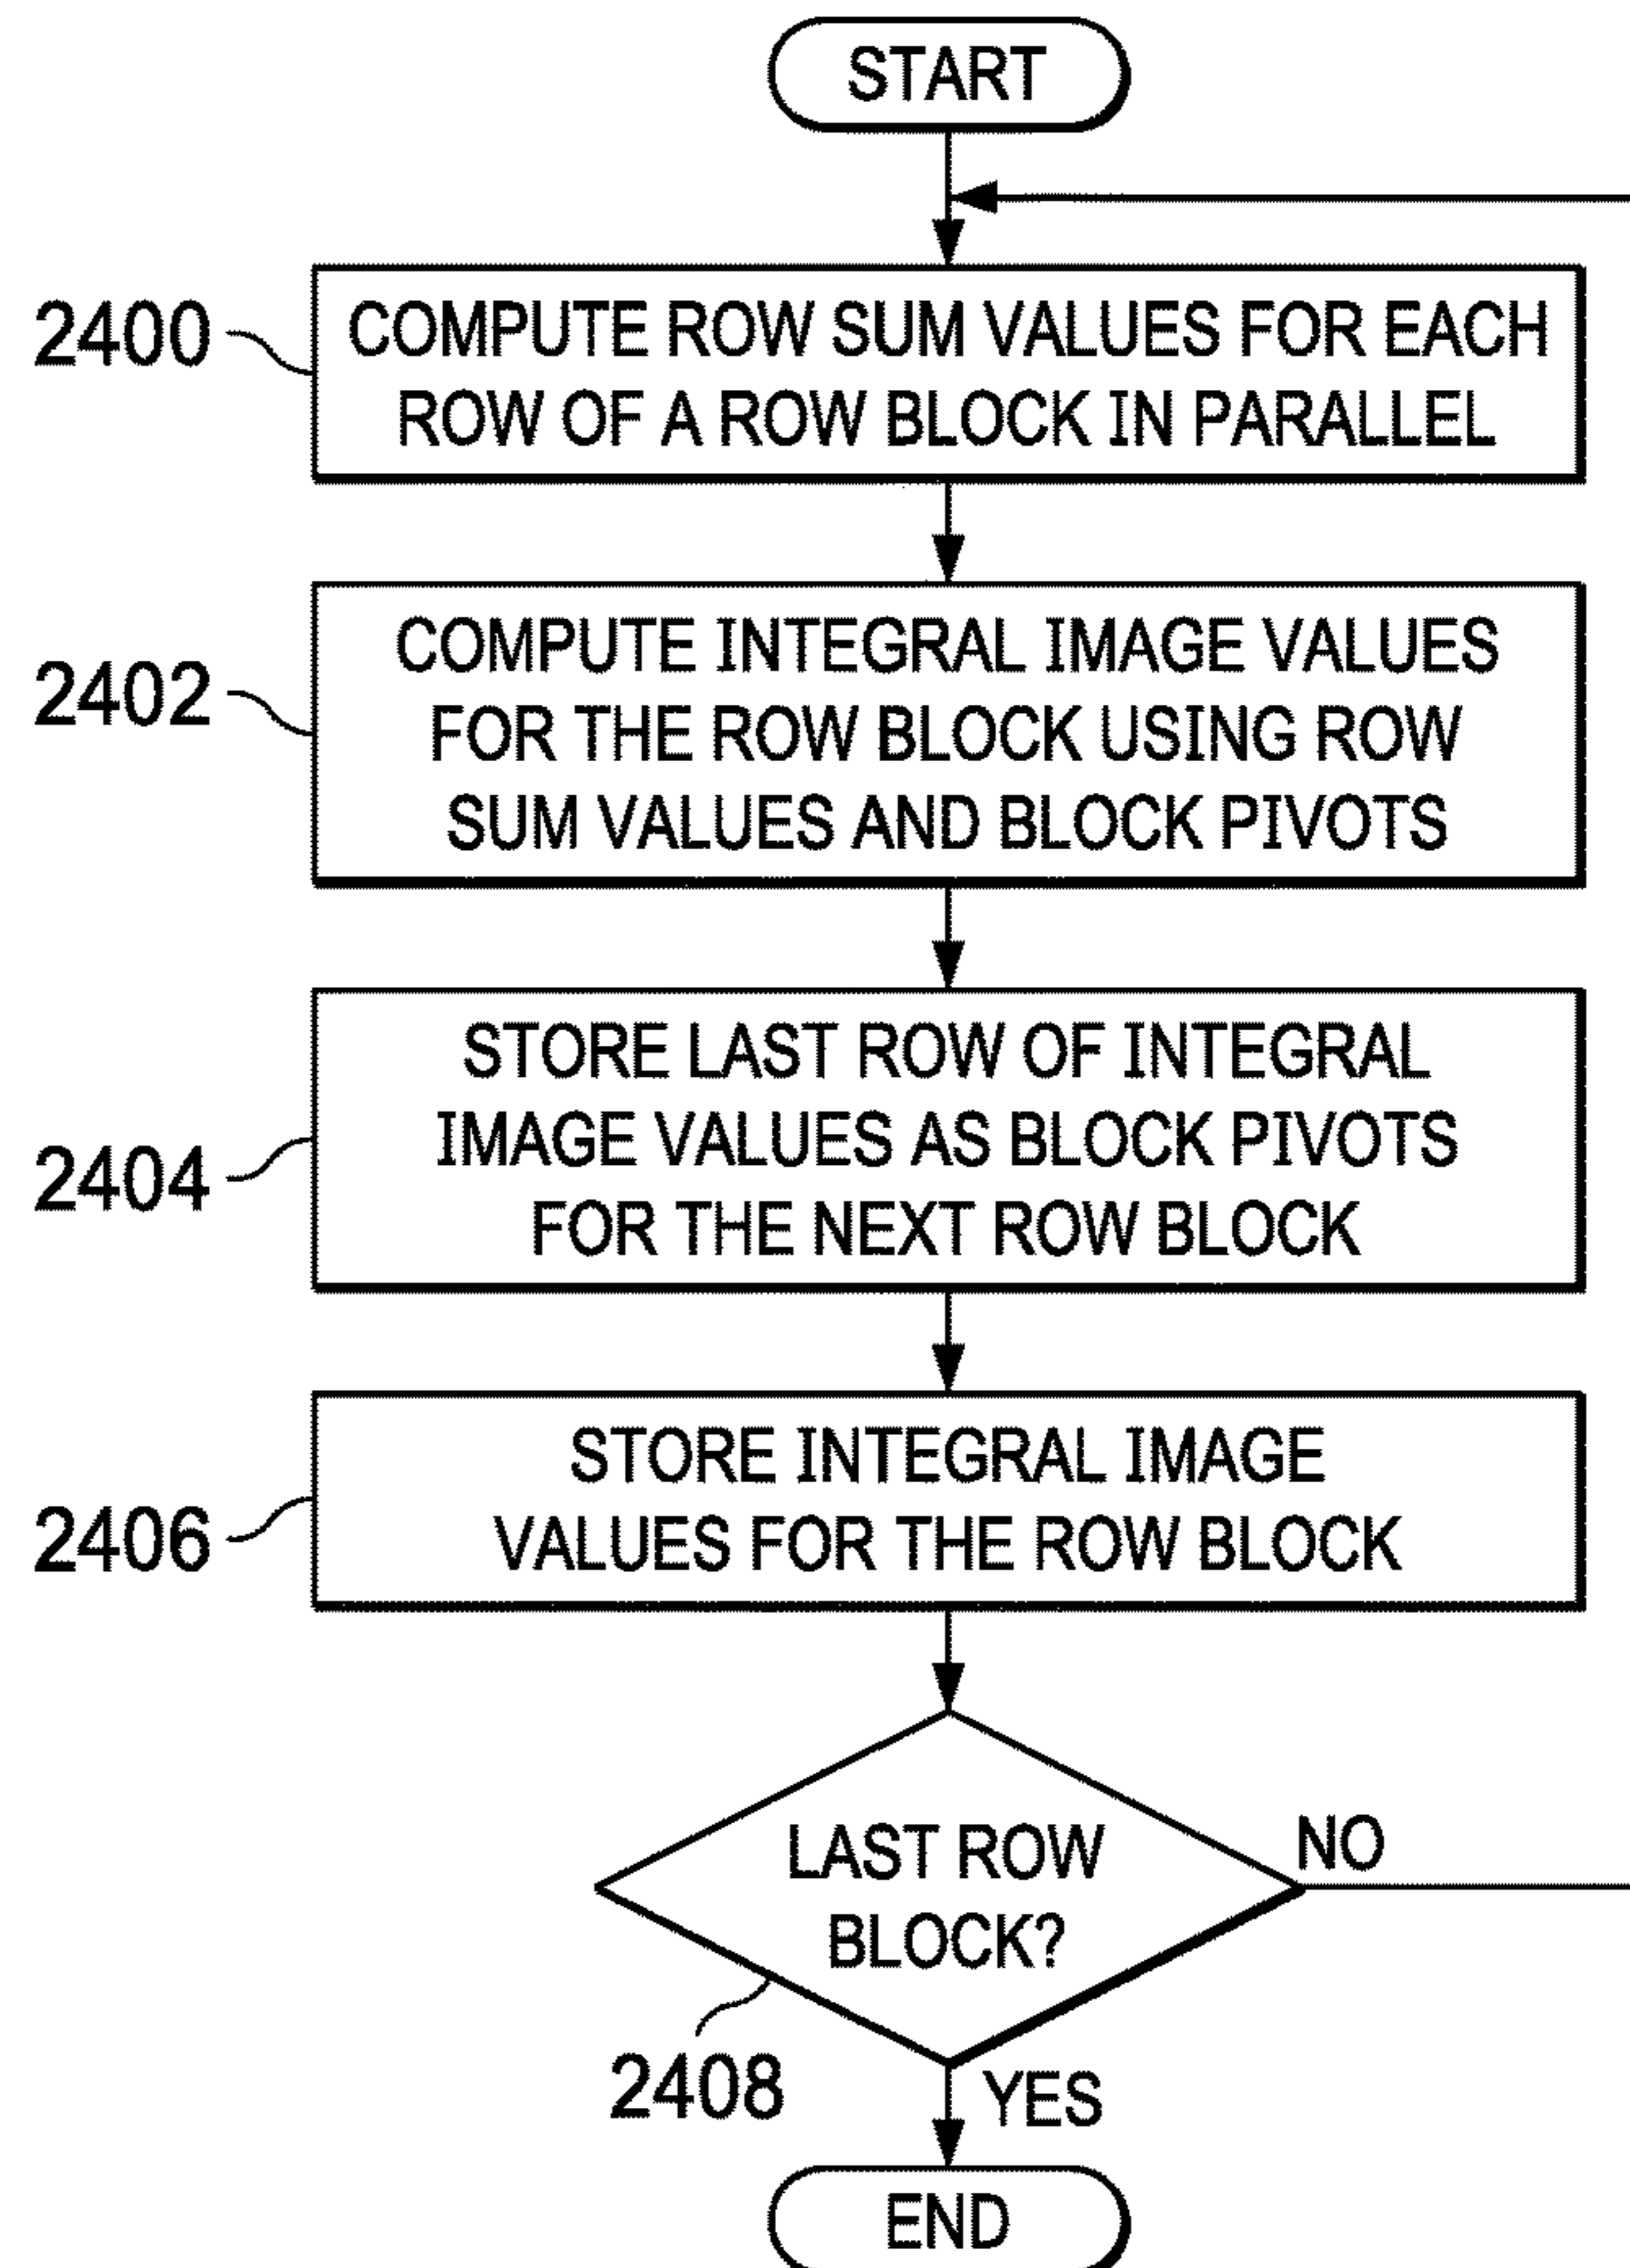 START
2400
COMPUTE ROW SUM VALUES FOR EACH
ROW OF A ROW BLOCK IN PARALLEL
2402
COMPUTE INTEGRAL IMAGE VALUES
FOR THE ROW BLOCK USING ROW
SUM VALUES AND BLOCK PIVOTS
2404
STORE LAST ROW OF INTEGRAL
IMAGE VALUES AS BLOCK PIVOTS
FOR THE NEXT ROW BLOCK
2406
STORE INTEGRAL IMAGE
VALUES FOR THE ROW BLOCK
LAST ROW
BLOCK?
NO
2408
YES
END